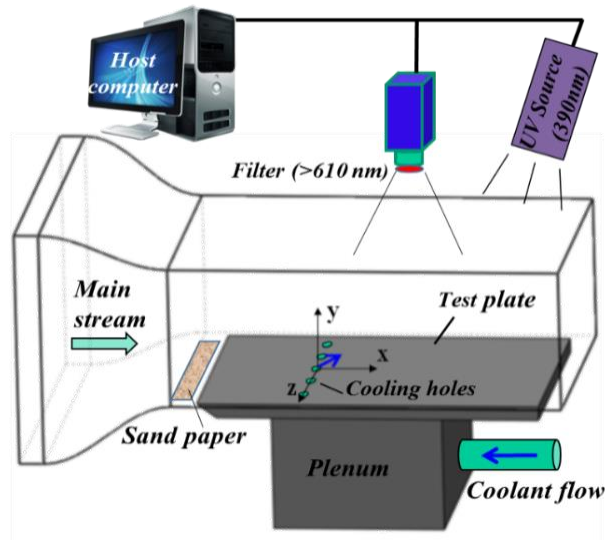 Host
computer
UV Source
(390nm)
Filter (>610 nm)
Main
stream
y
Test plate
x
z
Cooling holes
Sand paper
Plenum
Coolant flow